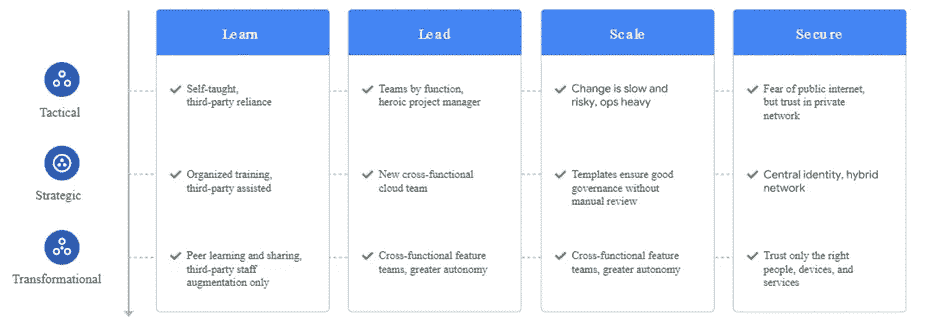 Learn
Lead
Scale
Secure
Tactical
Self-taught,
third-party reliance
Teams by function,
heroic project manager
Change is slow and
risky, ops heavy
Fear of public internet,
but trust in private
network
Strategic
Organized training,
third-party assisted
New cross-functional
cloud team
Templates ensure good
governance without
manual review
Central identity, hybrid
network
Transformational
Peer learning and sharing,
third-party staff
augmentation only
Cross-functional feature
teams, greater autonomy
Cross-functional feature
teams, greater autonomy
Trust only the right
people, devices, and
services